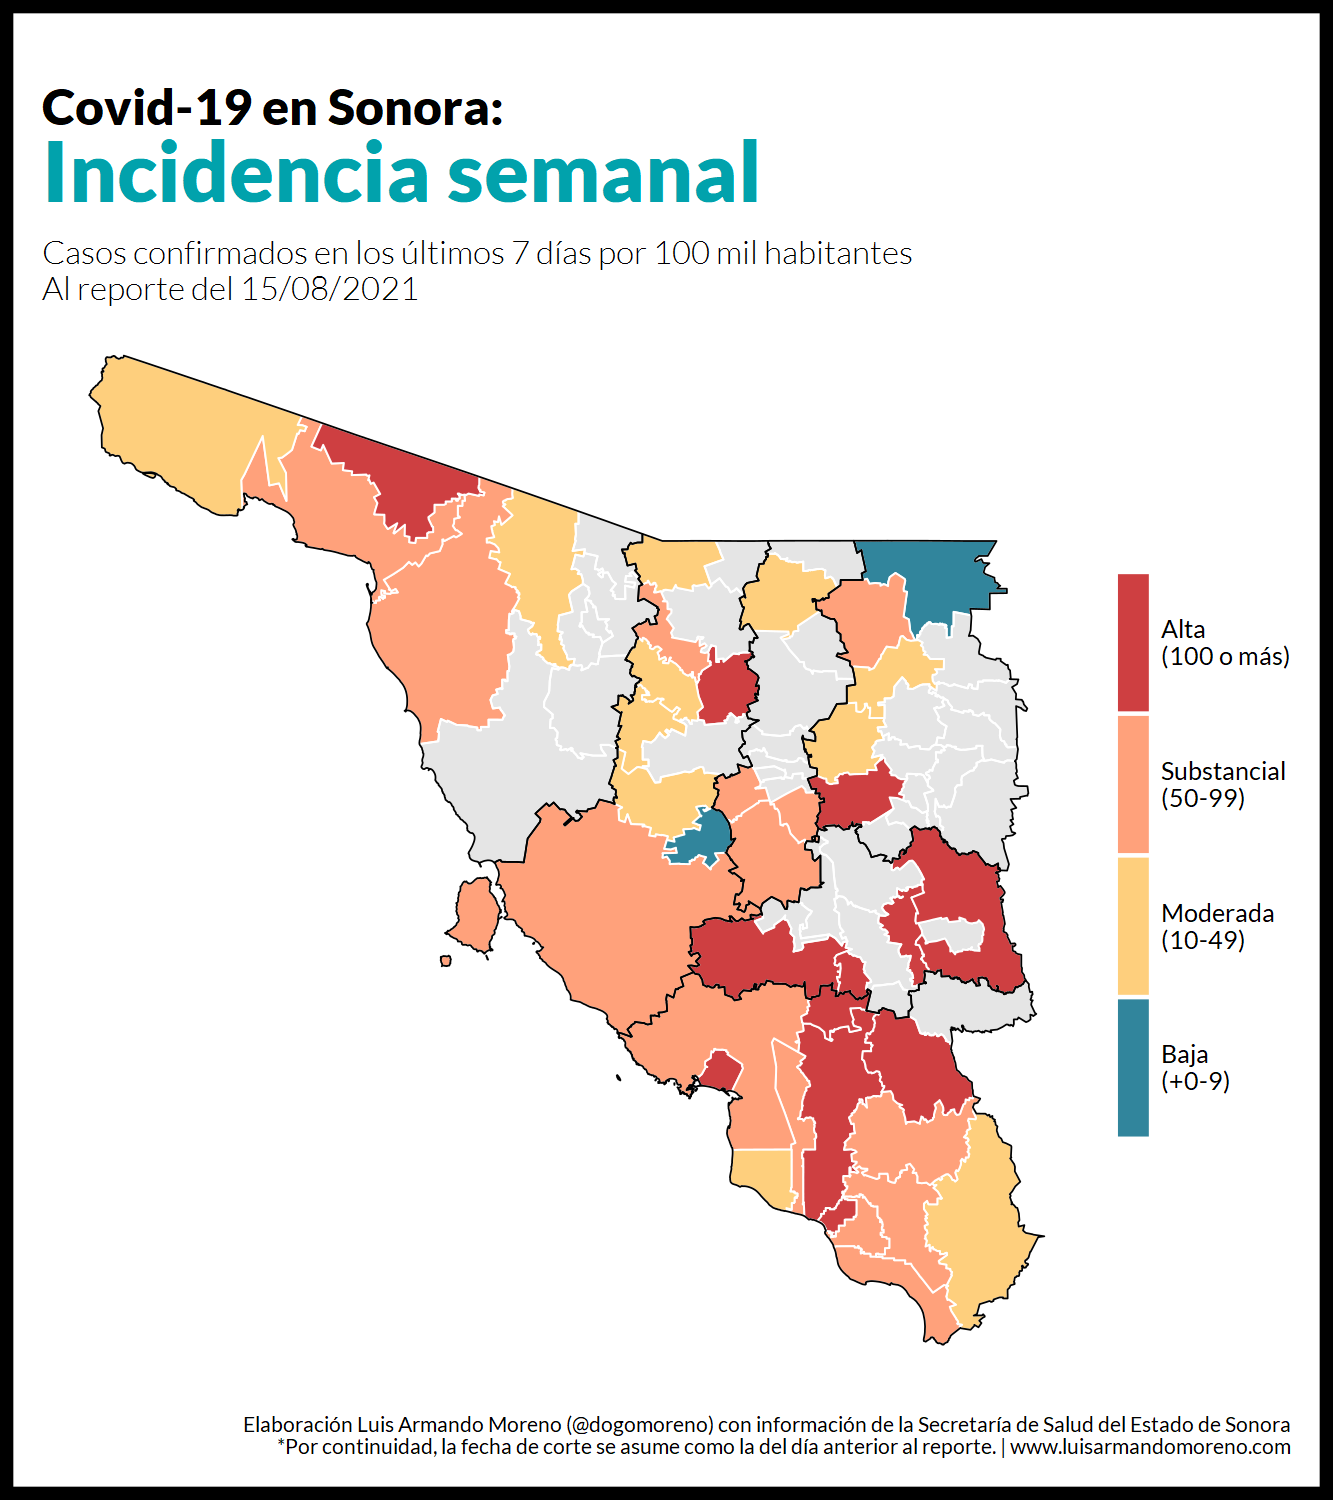 Covid-19 en Sonora:
Incidencia semanal
Casos confirmados en los últimos 7 días por 100 mil habitantes
Al reporte del 15/08/2021
Alta
(100 o más)
Substancial
(50-99)
Moderada
(10-49)
Baja
(+0-9)
Elaboración Luis Armando Moreno (@dogomoreno) con información de la Secretaría de Salud del Estado de Sonora
*Por continuidad, la fecha de corte se asume como la del día anterior al reporte. | www.luisarmandomoreno.com